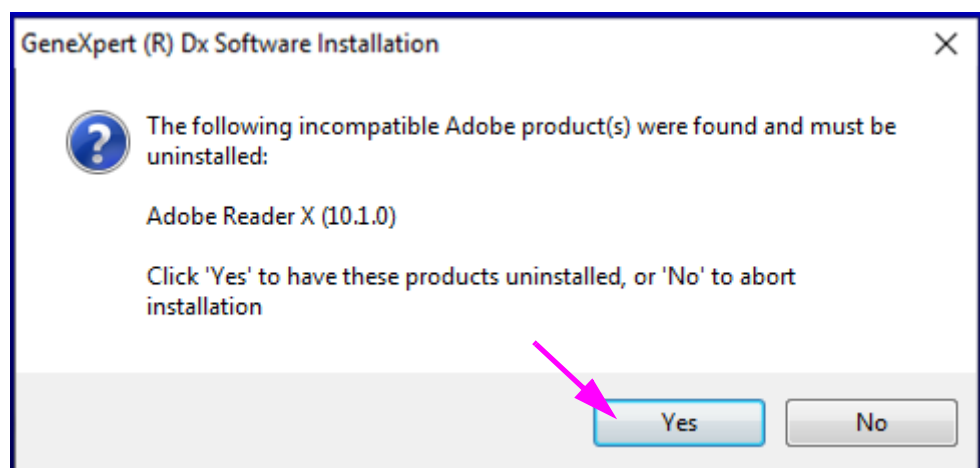 GeneXpert (R) Dx Software Installation
The following incompatible Adobe product(s) were found and must be
uninstalled:
Adobe Reader X (10.1.0)
Click 'Yes' to have these products uninstalled, or 'No' to abort
installation
Yes No